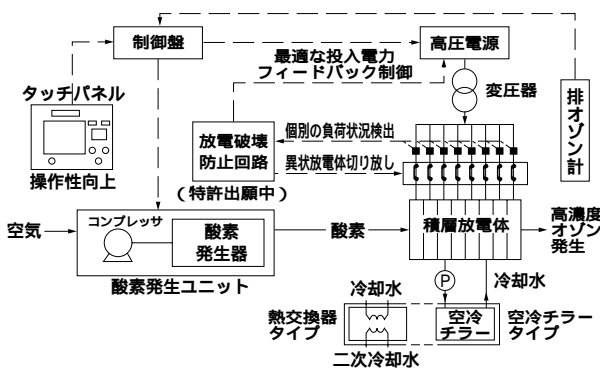 制御盤
高圧電源
最適な投入電力
フィードバック制御
変圧器
タッチパネル
操作性向上
排オゾン計
放電破壊
防止回路
(特許出願中)
個別の負荷状況検出
異状放電体切り放し
空気
コンプレッサ
酸素
発生器
酸素発生ユニット
酸素
積層放電体
高濃度
オゾン
発生
P
冷却水
冷却水
熱交換器
タイプ
二次冷却水
空冷
チラー
空冷チラー
タイプ